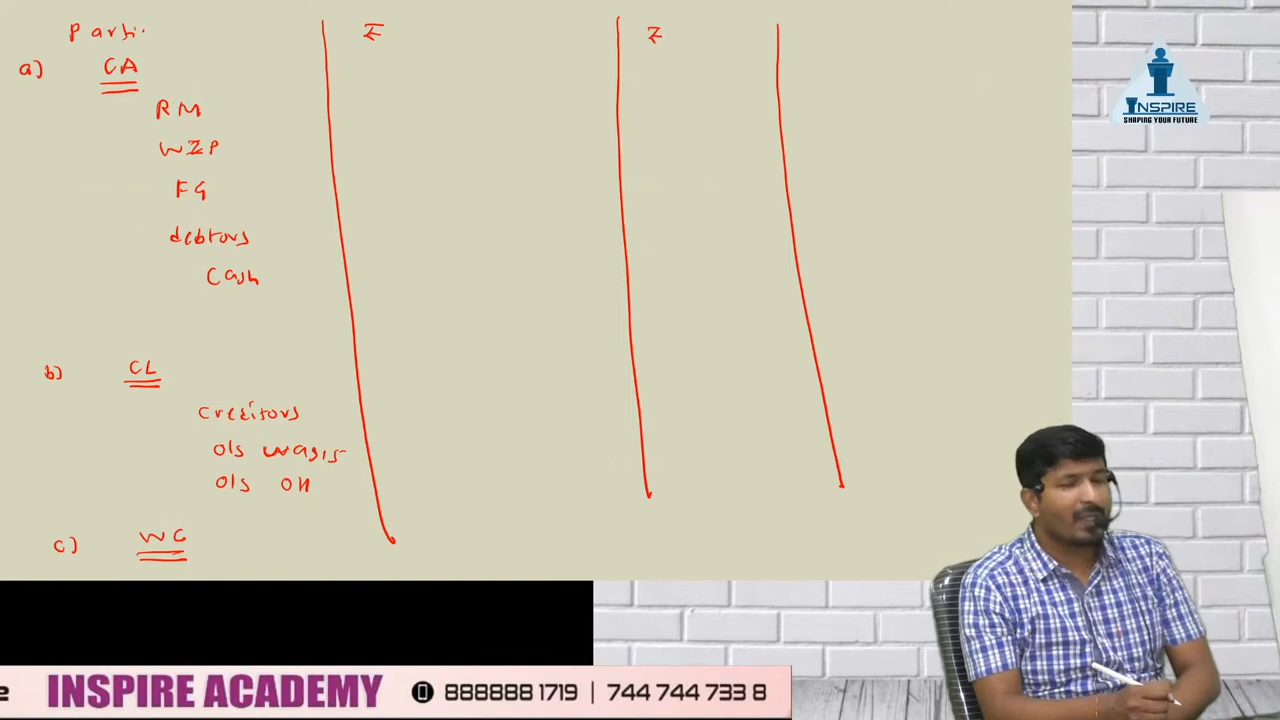 Parti.
₹
₹
a) CA
RM
WIP
FG
debtors
Cash
b) CL
Creditors
O/s wages
O/s OH
c) WC
INSPIRE
SHAPING YOUR FUTURE
e INSPIRE ACADEMY 888888 1719 | 744 744 733 8